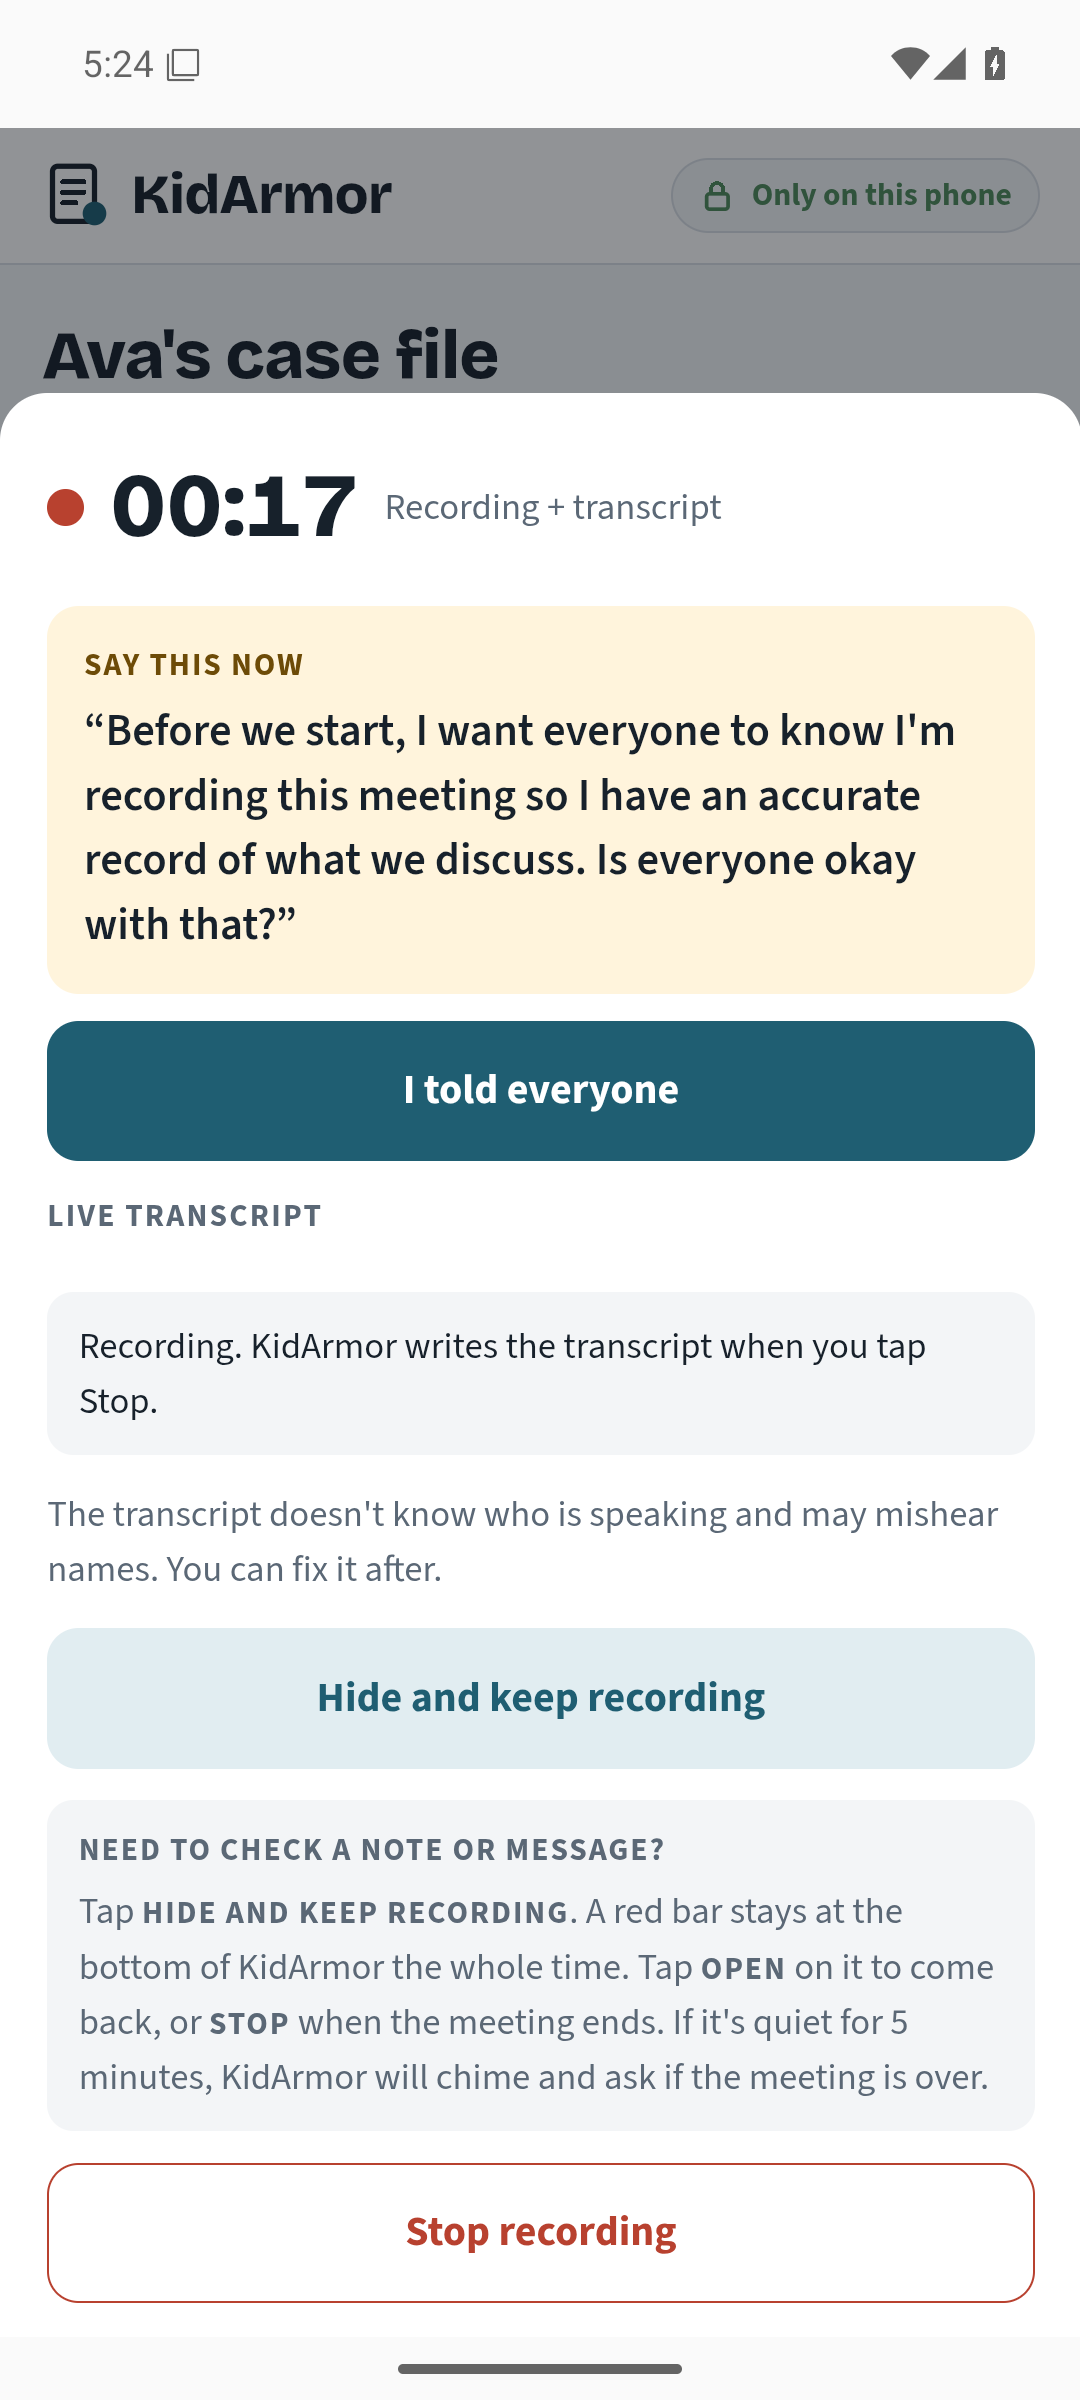 5:24
KidArmor
Only on this phone
Ava's case file
00:17 Recording + transcript
SAY THIS NOW
“Before we start, I want everyone to know I'm
recording this meeting so I have an accurate
record of what we discuss. Is everyone okay
with that?”
I told everyone
LIVE TRANSCRIPT
Recording. KidArmor writes the transcript when you tap
Stop.
The transcript doesn't know who is speaking and may mishear
names. You can fix it after.
Hide and keep recording
NEED TO CHECK A NOTE OR MESSAGE?
Tap HIDE AND KEEP RECORDING. A red bar stays at the
bottom of KidArmor the whole time. Tap OPEN on it to come
back, or STOP when the meeting ends. If it's quiet for 5
minutes, KidArmor will chime and ask if the meeting is over.
Stop recording